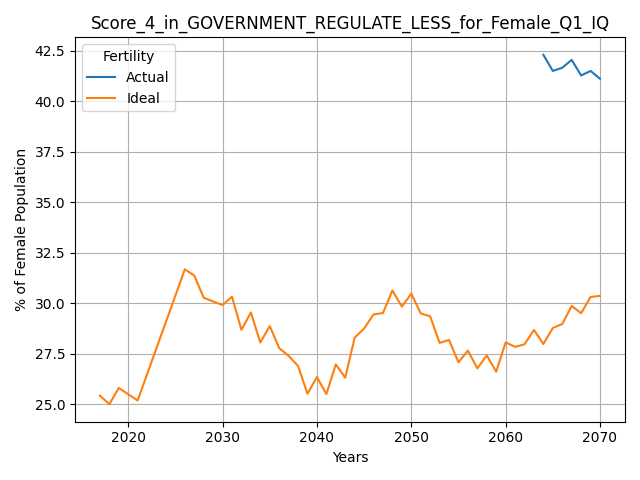 Score_4_in_GOVERNMENT_REGULATE_LESS_for_Female_Q1_IQ
Fertility
Actual
Ideal
% of Female Population
42.5
40.0
37.5
35.0
32.5
30.0
27.5
25.0
2020 2030 2040 2050 2060 2070
Years